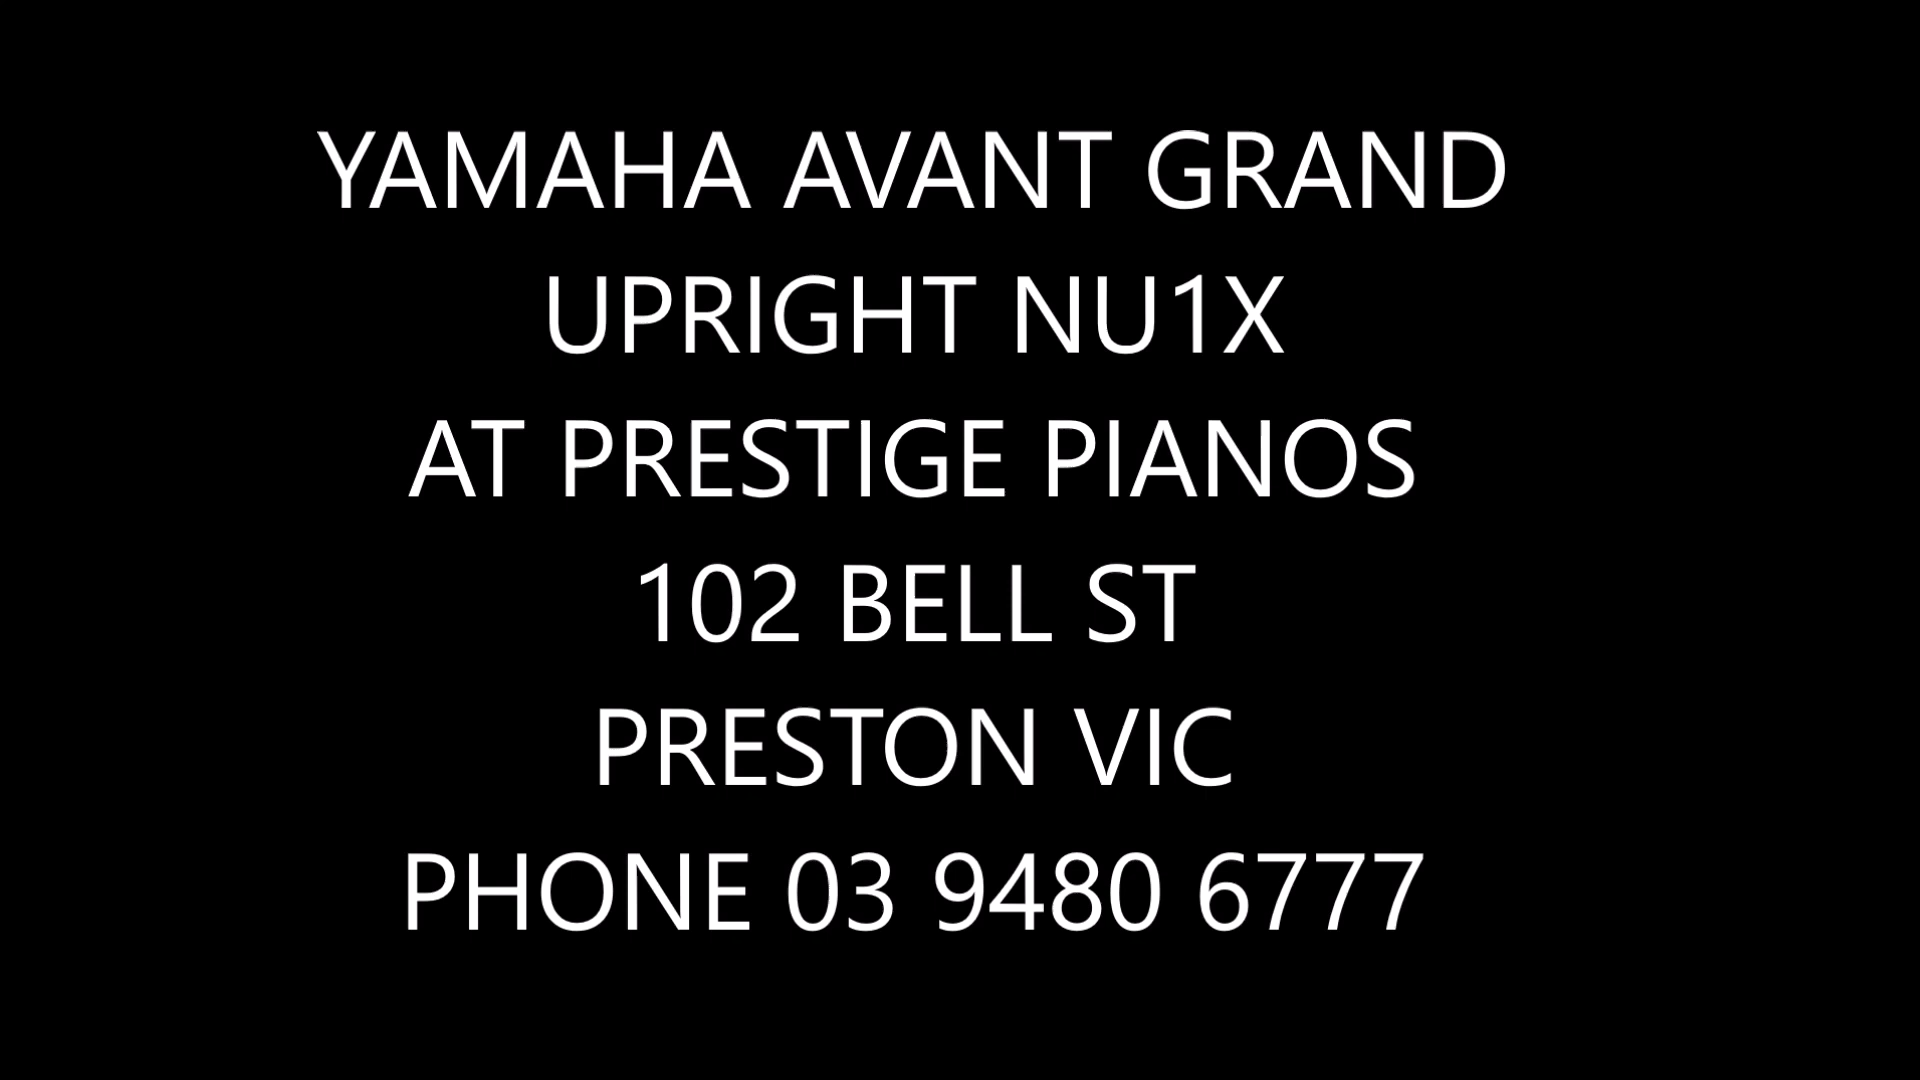 YAMAHA AVANT GRAND
UPRIGHT NU1X
AT PRESTIGE PIANOS
102 BELL ST
PRESTON VIC
PHONE 03 9480 6777